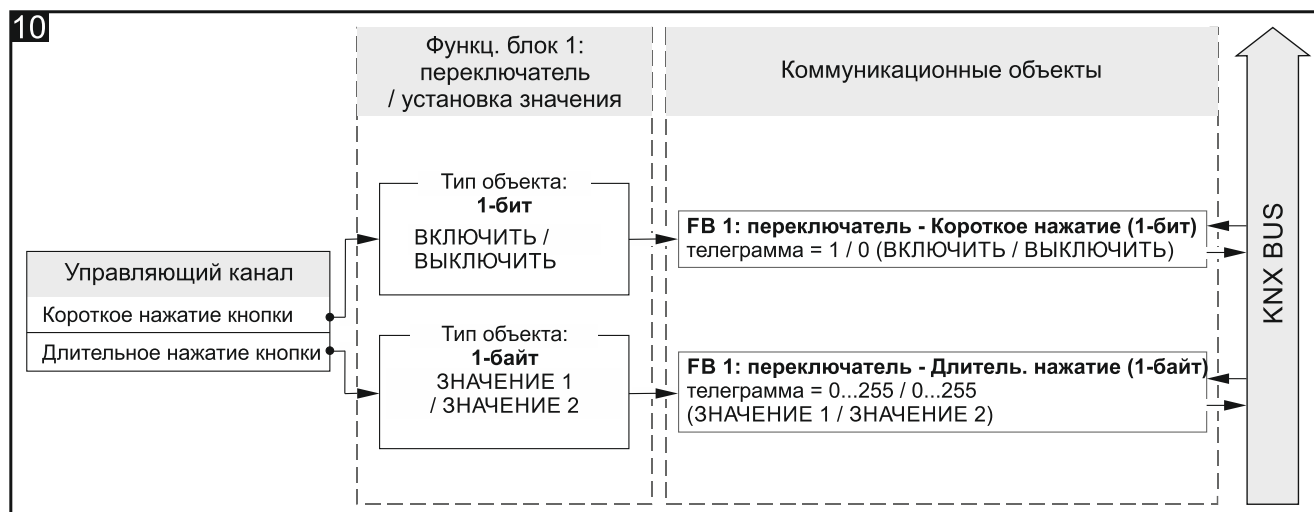 10
Функц. блок 1:
переключатель
/ установка значения
Коммуникационные объекты
Тип объекта:
1-бит
ВКЛЮЧИТЬ /
ВЫКЛЮЧИТЬ
FB 1: переключатель - Короткое нажатие (1-бит)
телеграмма = 1 / 0 (ВКЛЮЧИТЬ / ВЫКЛЮЧИТЬ)
Управляющий канал
Короткое нажатие кнопки
Длительное нажатие кнопки
Тип объекта:
1-байт
ЗНАЧЕНИЕ 1
/ ЗНАЧЕНИЕ 2
FB 1: переключатель - Длитель. нажатие (1-байт)
телеграмма = 0...255 / 0...255
(ЗНАЧЕНИЕ 1 / ЗНАЧЕНИЕ 2)
KNX BUS